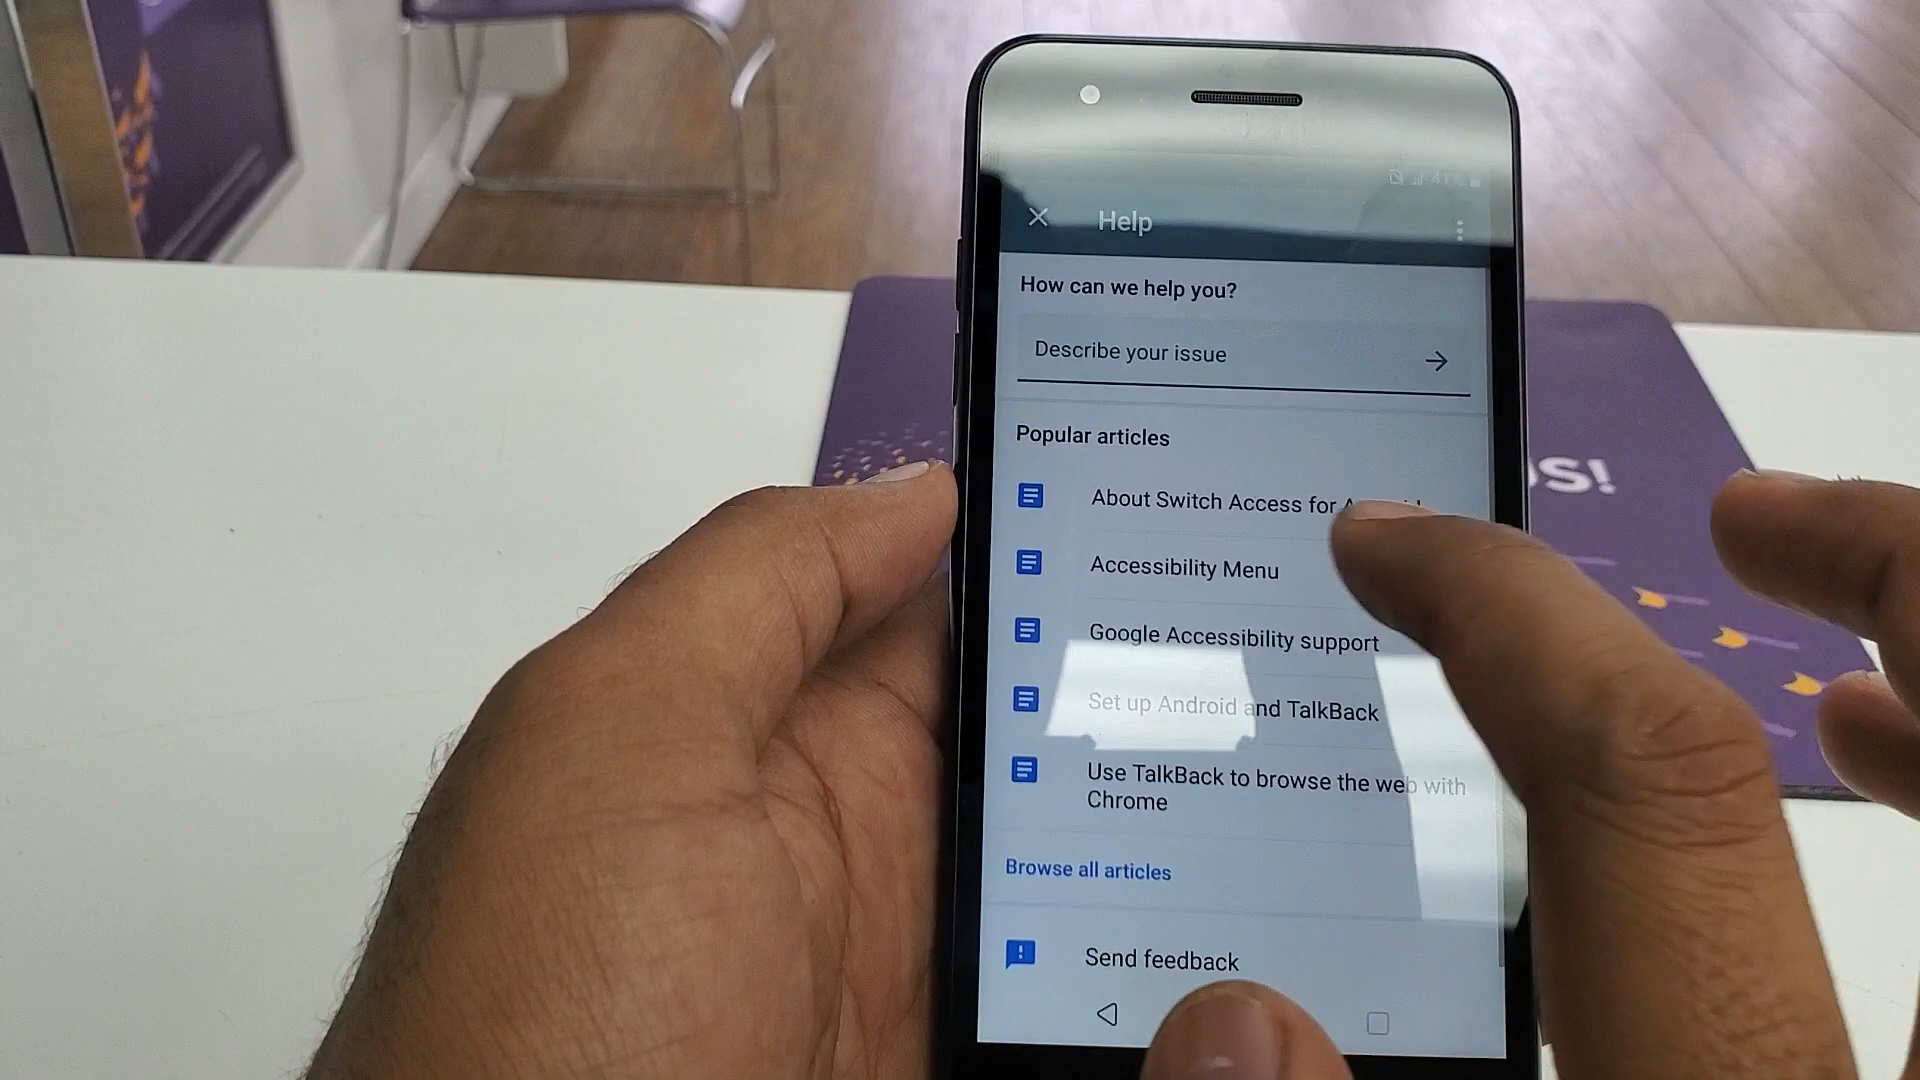 Help
How can we help you?
Describe your issue
Popular articles
About Switch Access for
Accessibility Menu
Google Accessibility support
Set up Android and TalkBack
Use TalkBack to browse the web with
Chrome
Browse all articles
Send feedback